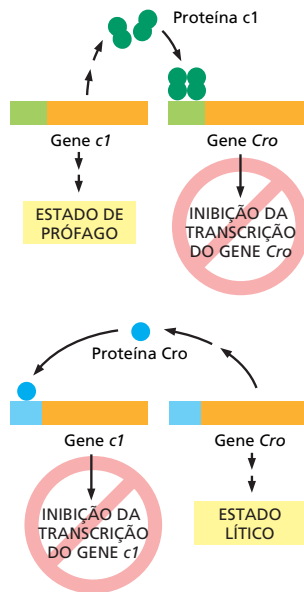 Proteína c1
Gene c1
Gene Cro
ESTADO DE
PRÓFAGO
INIBIÇÃO DA
TRANSCRIÇÃO
DO GENE Cro
Proteína Cro
Gene c1
Gene Cro
INIBIÇÃO DA
TRANSCRIÇÃO
DO GENE c1
ESTADO
LÍTICO